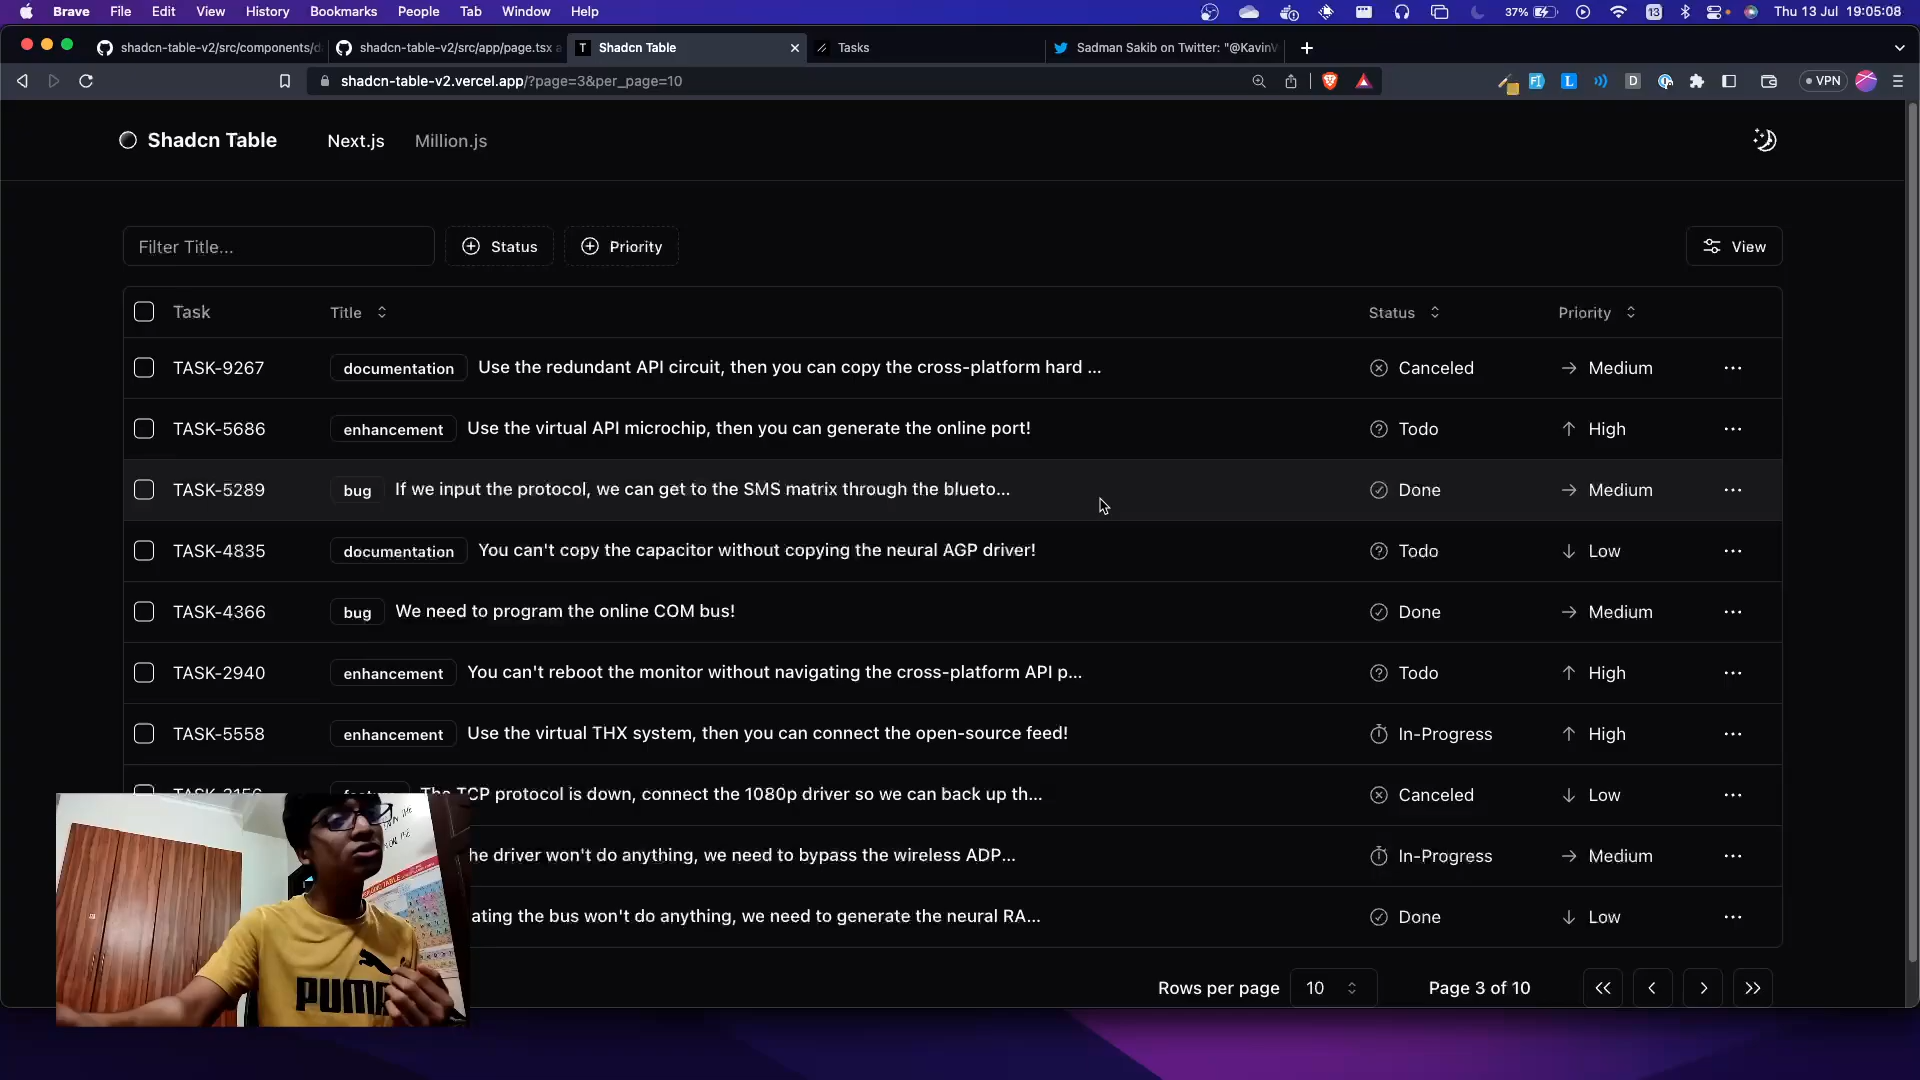 Brave File Edit View History Bookmarks People Tab Window Help 37% 13 Thu 13 Jul 19:05:08
shadcn-table-v2/src/components/d shadcn-table-v2/src/app/page.tsx a T Shadcn Table Tasks Sadman Sakib on Twitter: "@KavinV
shadcn-table-v2.vercel.app/?page=3&per_page=10 L D VPN
Shadcn Table Next.js Million.js
Filter Title... Status Priority View
Task Title Status Priority
TASK-9267 documentation Use the redundant API circuit, then you can copy the cross-platform hard ... Canceled Medium
TASK-5686 enhancement Use the virtual API microchip, then you can generate the online port! Todo High
TASK-5289 bug If we input the protocol, we can get to the SMS matrix through the blueto... Done Medium
TASK-4835 documentation You can't copy the capacitor without copying the neural AGP driver! Todo Low
TASK-4366 bug We need to program the online COM bus! Done Medium
TASK-2940 enhancement You can't reboot the monitor without navigating the cross-platform API p... Todo High
TASK-5558 enhancement Use the virtual THX system, then you can connect the open-source feed! In-Progress High
TCP protocol is down, connect the 1080p driver so we can back up th... Canceled Low
he driver won't do anything, we need to bypass the wireless ADP... In-Progress Medium
ating the bus won't do anything, we need to generate the neural RA... Done Low
PUMA
Rows per page 10 Page 3 of 10